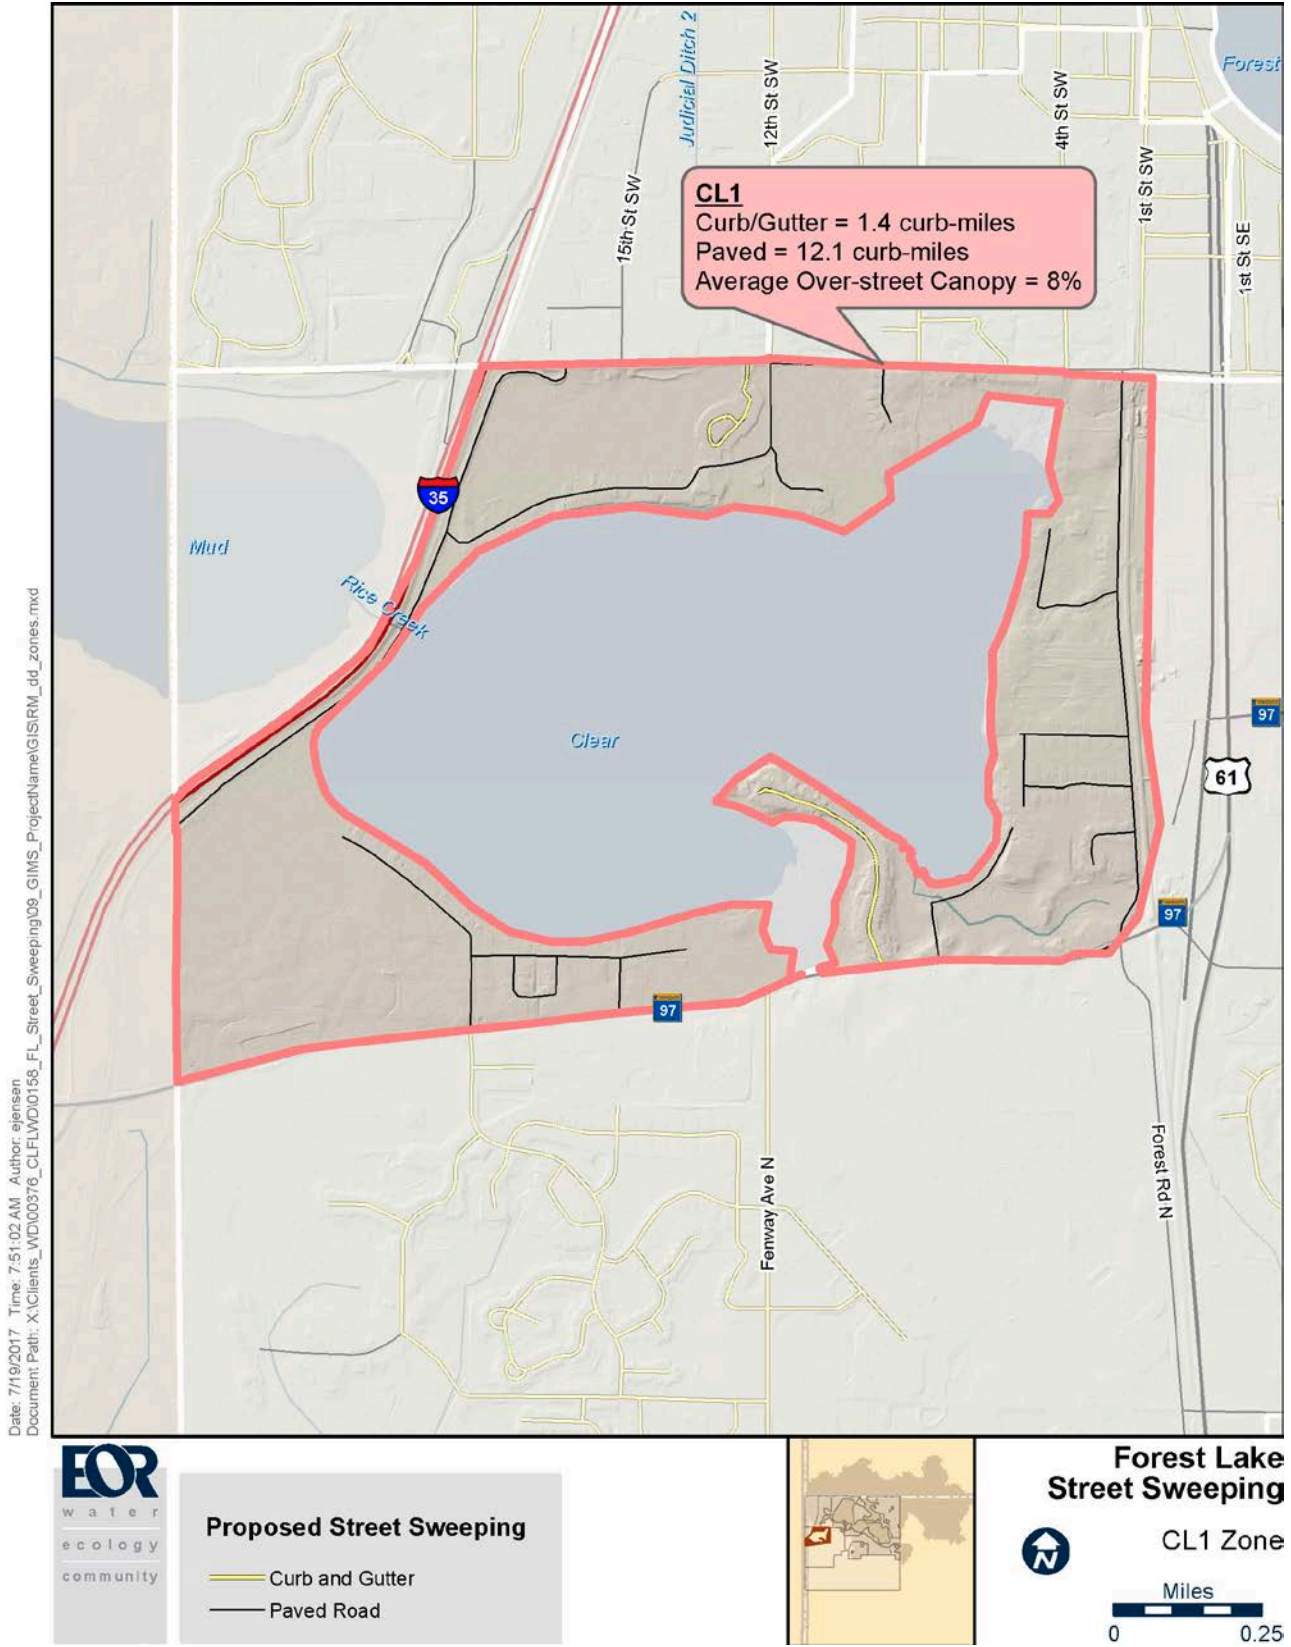 Judicial Ditch 2
12th St SW
4th St SW
Forest
15th St SW
1st St SW
1st St SE
CL1
Curb/Gutter = 1.4 curb-miles
Paved = 12.1 curb-miles
Average Over-street Canopy = 8%
35
Mud
Rice Creek
Clear
97
61
97
97
Fenway Ave N
Forest Rd N
Date: 7/19/2017 Time: 7:51:02 AM Author: ejensen
Document Path: X:\Clients_WD\00376_CLFLWD\0158_FL_Street_Sweeping\09_GIMS_ProjectName\GIS\RM_dd_zones.mxd
EOR
water
ecology
community
Proposed Street Sweeping
Curb and Gutter
Paved Road
Forest Lake
Street Sweeping
N
CL1 Zone
Miles
0 0.25